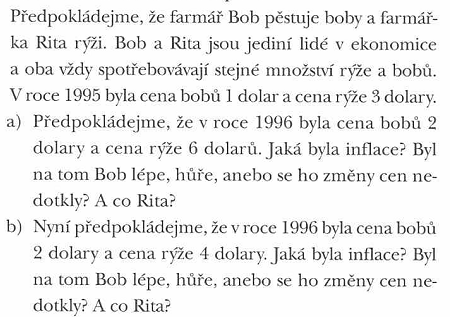 Předpokládejme, že farmář Bob pěstuje boby a farmář-
ka Rita rýži. Bob a Rita jsou jediní lidé v ekonomice
a oba vždy spotřebovávají stejné množství rýže a bobů.
V roce 1995 byla cena bobů 1 dolar a cena rýže 3 dolary.
a) Předpokládejme, že v roce 1996 byla cena bobů 2
dolary a cena rýže 6 dolarů. Jaká byla inflace? Byl
na tom Bob lépe, hůře, anebo se ho změny cen ne-
dotkly? A co Rita?
b) Nyní předpokládejme, že v roce 1996 byla cena bobů
2 dolary a cena rýže 4 dolary. Jaká byla inflace? Byl
na tom Bob lépe, hůře, anebo se ho změny cen ne-
dotkly? A co Rita?